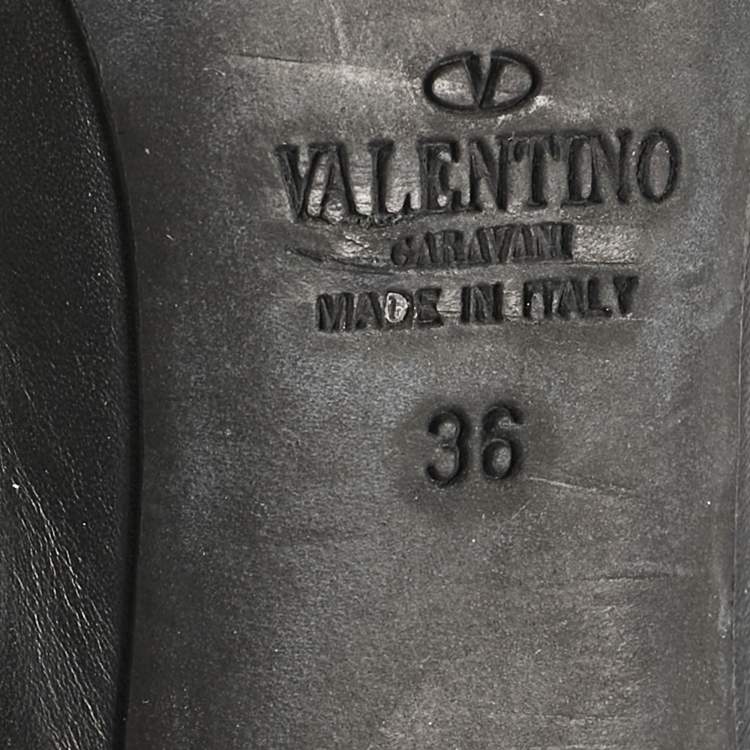 V
VALENTINO
GARAVANI
MADE IN ITALY
36